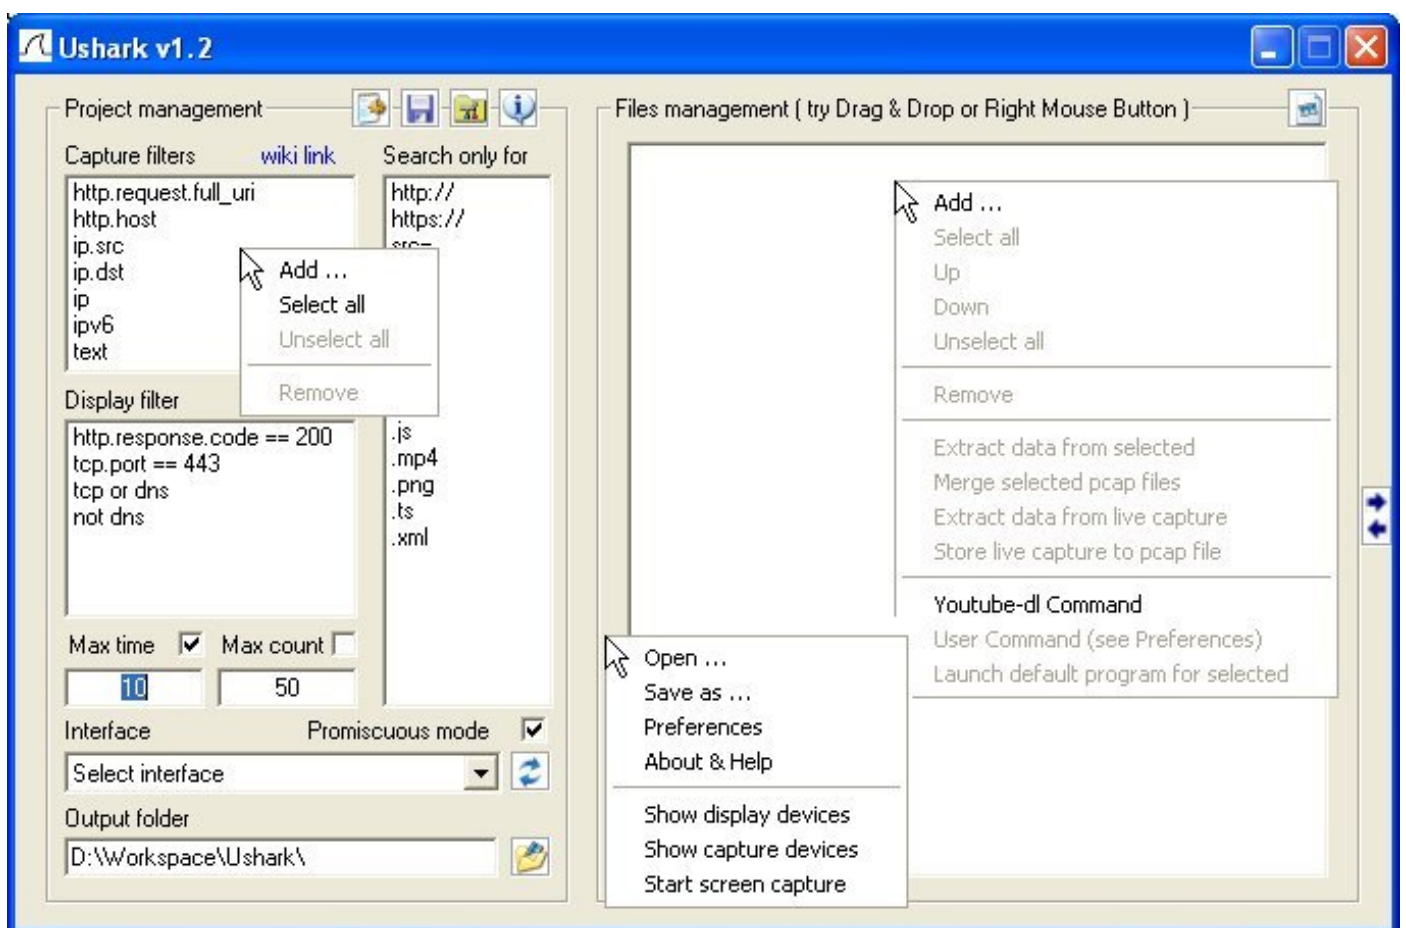 Ushark v1.2
Project management
Capture filters
wiki link
http.request.full_uri
http.host
ip.src
ip.dst
ip
ipv6
text
Add ...
Select all
Unselect all
Remove
Search only for
http://
https://
src=
.js
.mp4
.png
.ts
.xml
Display filter
http.response.code == 200
tcp.port == 443
tcp or dns
not dns
Max time
Max count
10
50
Interface
Promiscuous mode
Select interface
Output folder
D:\Workspace\Ushark\
Files management ( try Drag & Drop or Right Mouse Button )
Add ...
Select all
Up
Down
Unselect all
Remove
Extract data from selected
Merge selected pcap files
Extract data from live capture
Store live capture to pcap file
Youtube-dl Command
User Command (see Preferences)
Launch default program for selected
Open ...
Save as ...
Preferences
About & Help
Show display devices
Show capture devices
Start screen capture